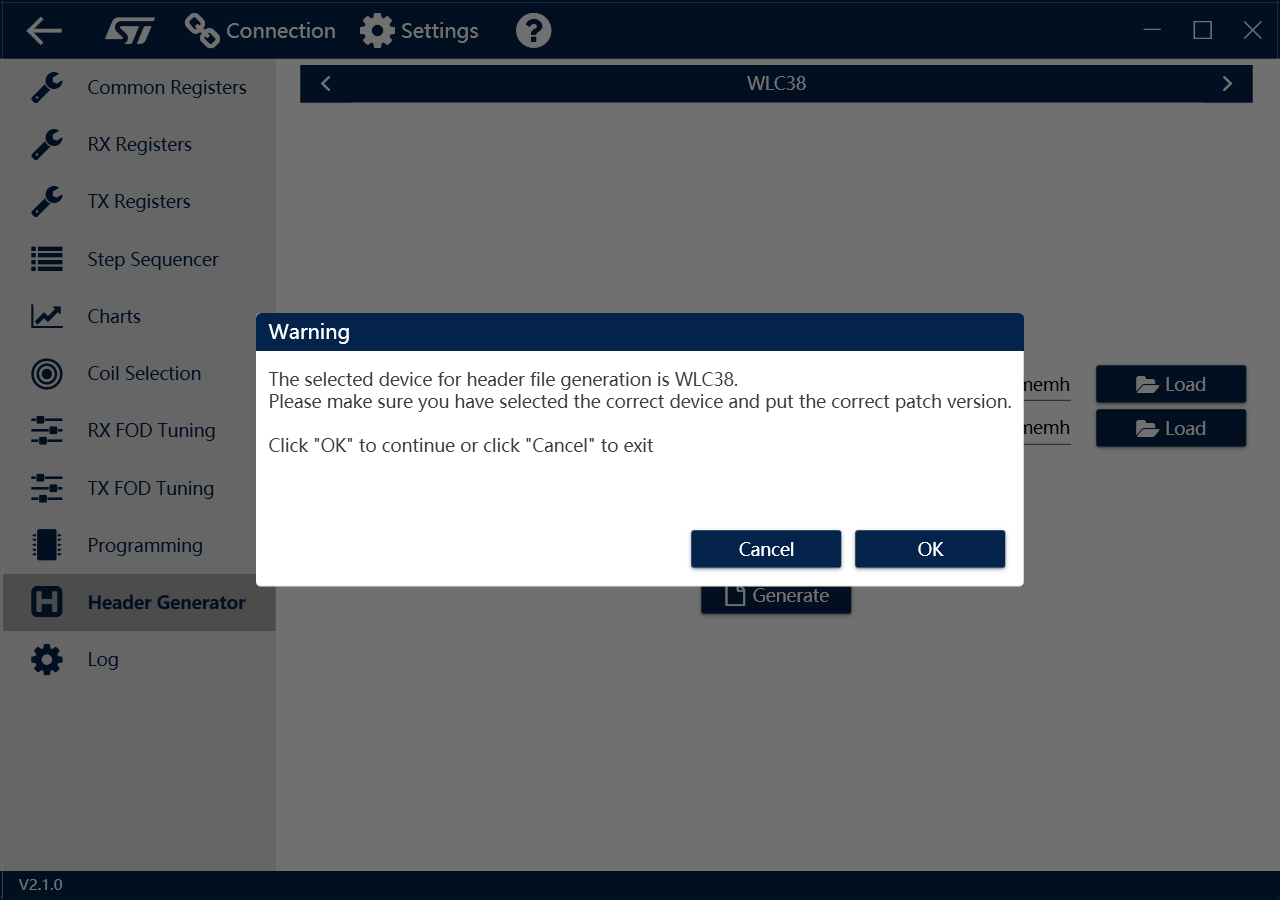 ST Connection Settings ?
Common Registers
WLC38
RX Registers
TX Registers
Step Sequencer
Charts
Coil Selection
RX FOD Tuning
TX FOD Tuning
Programming
H Header Generator
Log
Warning
The selected device for header file generation is WLC38.
Please make sure you have selected the correct device and put the correct patch version.
Click "OK" to continue or click "Cancel" to exit
Cancel OK
Load
Load
Generate
V2.1.0